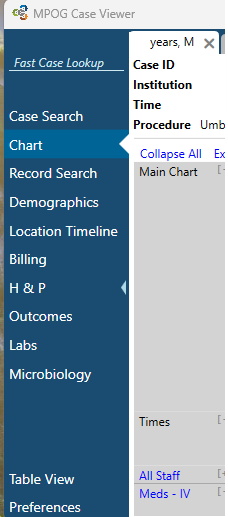 MPOG Case Viewer
Fast Case Lookup
Case Search
Chart
Record Search
Demographics
Location Timeline
Billing
H & P
Outcomes
Labs
Microbiology
Table View
Preferences
years, M
Case ID
Institution
Time
Procedure Umb
Collapse All Ex
Main Chart
Times
All Staff
Meds - IV